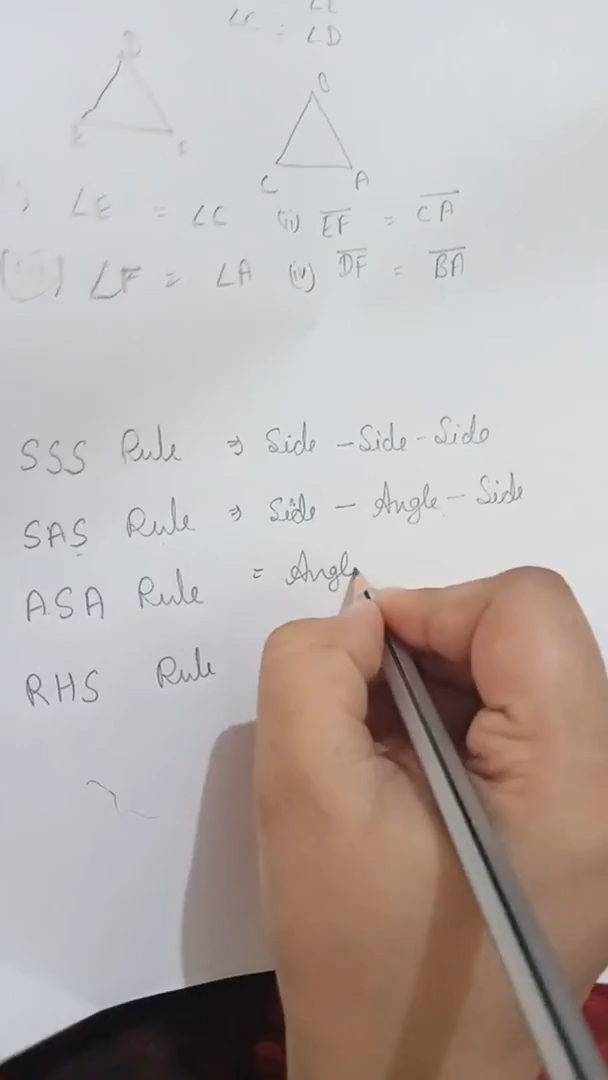 ∠D
B
C A
∠E = ∠C (ii) EF = CA
(iii) ∠F = ∠A (iv) DF = BA
SSS Rule ⇒ Side - Side - Side
SAS Rule ⇒ Side - Angle - Side
ASA Rule = Angle
RHS Rule